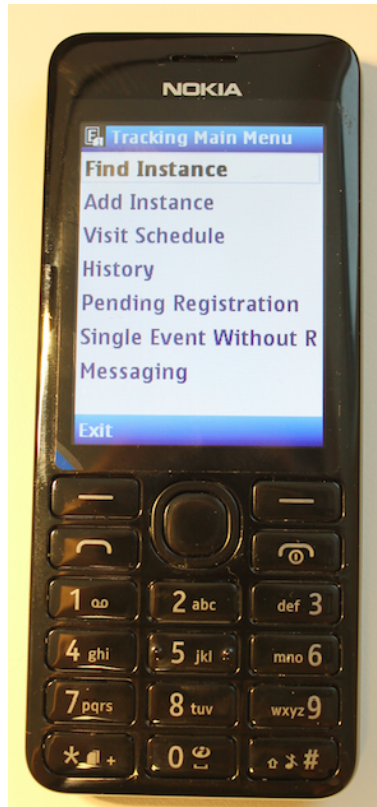 NOKIA
Tracking Main Menu
Find Instance
Add Instance
Visit Schedule
History
Pending Registration
Single Event Without R
Messaging
Exit
1 2 abc def 3
4 ghi 5 jkl mno 6
7 pqrs 8 tuv wxyz 9
* + 0 #